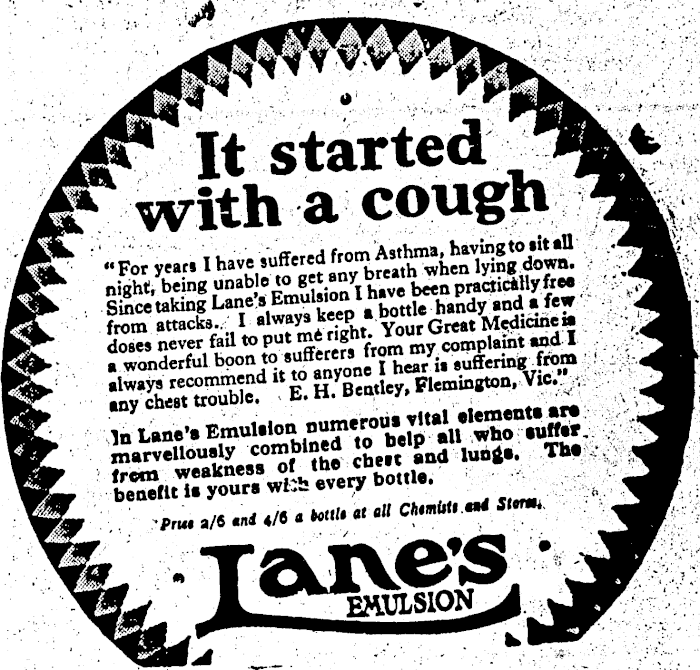 It started
with a cough
"For years I have suffered from Asthma, having to sit all
night, being unable to get any breath when lying down.
Since taking Lane's Emulsion I have been practically free
from attacks. I always keep a bottle handy and a few
doses never fail to put me right. Your Great Medicine is
a wonderful boon to sufferers from my complaint and I
always recommend it to anyone I hear is suffering from
any chest trouble. E. H. Bentley, Flemington, Vic."
In Lane's Emulsion numerous vital elements are
marvellously combined to help all who suffer
from weakness of the chest and lungs. The
benefit is yours with every bottle.
Price 2/6 and 4/6 a bottle at all Chemists and Stores.
Lane's
EMULSION